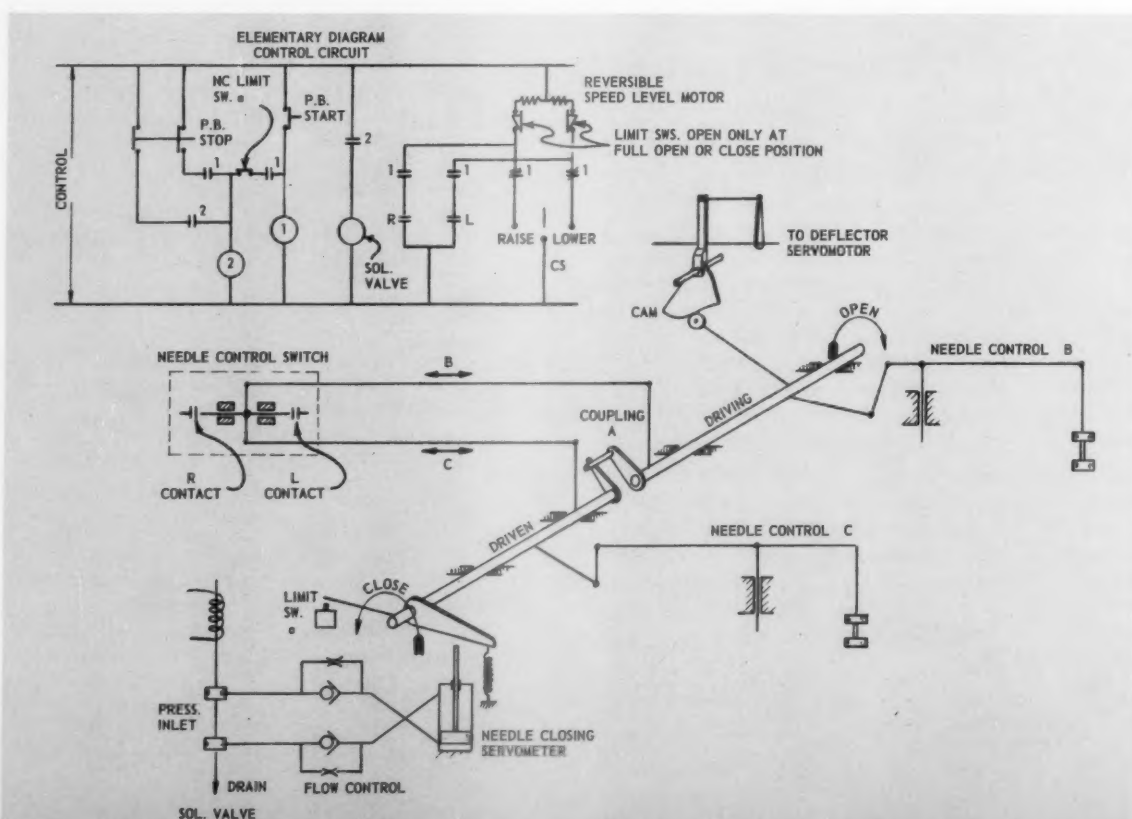 ELEMENTARY DIAGRAM
CONTROL CIRCUIT
CONTROL
NC LIMIT
SW. a
P.B.
STOP
P.B.
START
REVERSIBLE
SPEED LEVEL MOTOR
LIMIT SWS. OPEN ONLY AT
FULL OPEN OR CLOSE POSITION
1
1
2
1
1
1
1
2
R
L
RAISE
LOWER
CS
1
2
SOL.
VALVE
TO DEFLECTOR
SERVOMOTOR
CAM
OPEN
NEEDLE CONTROL B
NEEDLE CONTROL SWITCH
B
C
R
CONTACT
L
CONTACT
COUPLING
A
DRIVING
DRIVEN
NEEDLE CONTROL C
CLOSE
LIMIT
SW.
a
PRESS.
INLET
NEEDLE CLOSING
SERVOMETER
DRAIN
FLOW CONTROL
SOL. VALVE